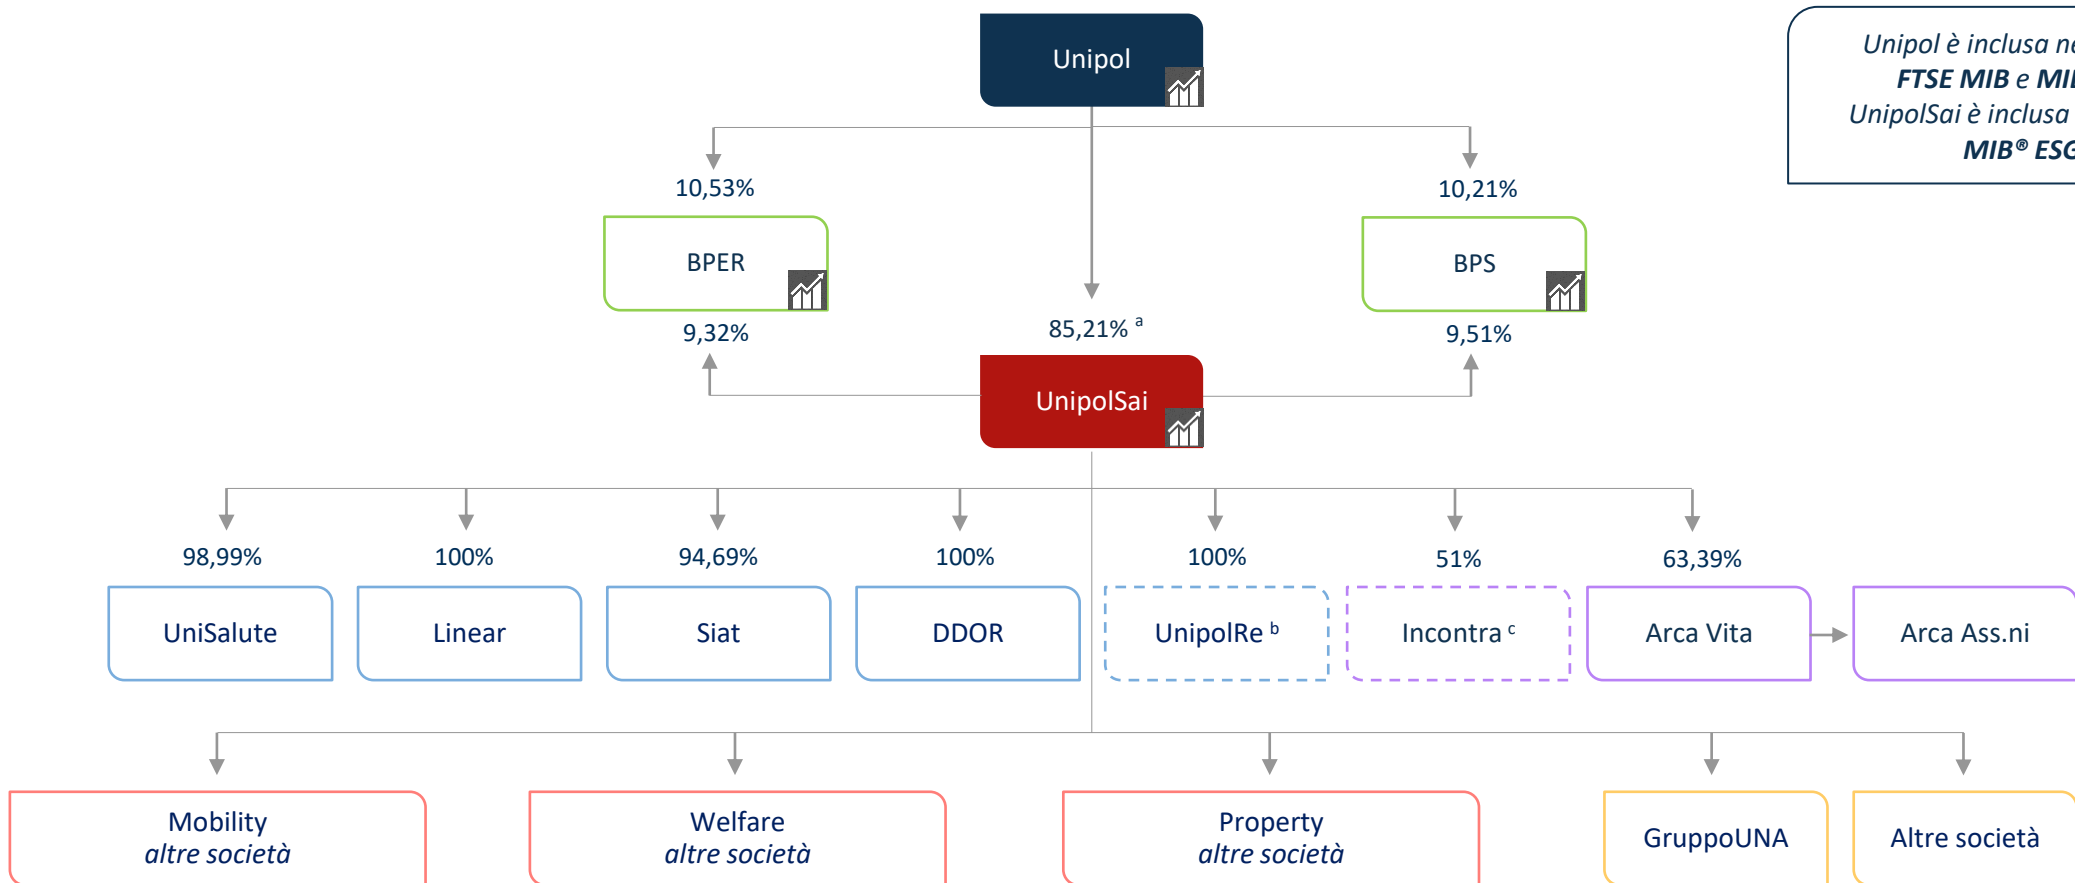 Unipol
Unipol è inclusa
FTSE MIB e
UnipolSai è inclusa
MIB® ESG
10,53%
10,21%
BPER
BPS
9,32%
85,21% a
9,51%
UnipolSai
98,99%
100%
94,69%
100%
100%
51%
63,39%
UniSalute
Linear
Siat
DDOR
UnipolRe b
Incontra c
Arca Vita
Arca Ass.ni
Mobility
altre società
Welfare
altre società
Property
altre società
GruppoUNA
Altre società